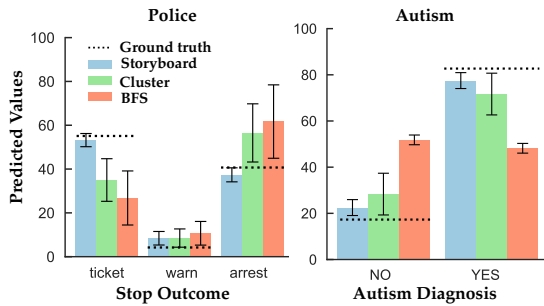 Police
Autism
Predicted Values
100
80
60
40
20
0
Ground truth
Storyboard
Cluster
BFS
ticket warn arrest
Stop Outcome
100
80
60
40
20
0
NO YES
Autism Diagnosis